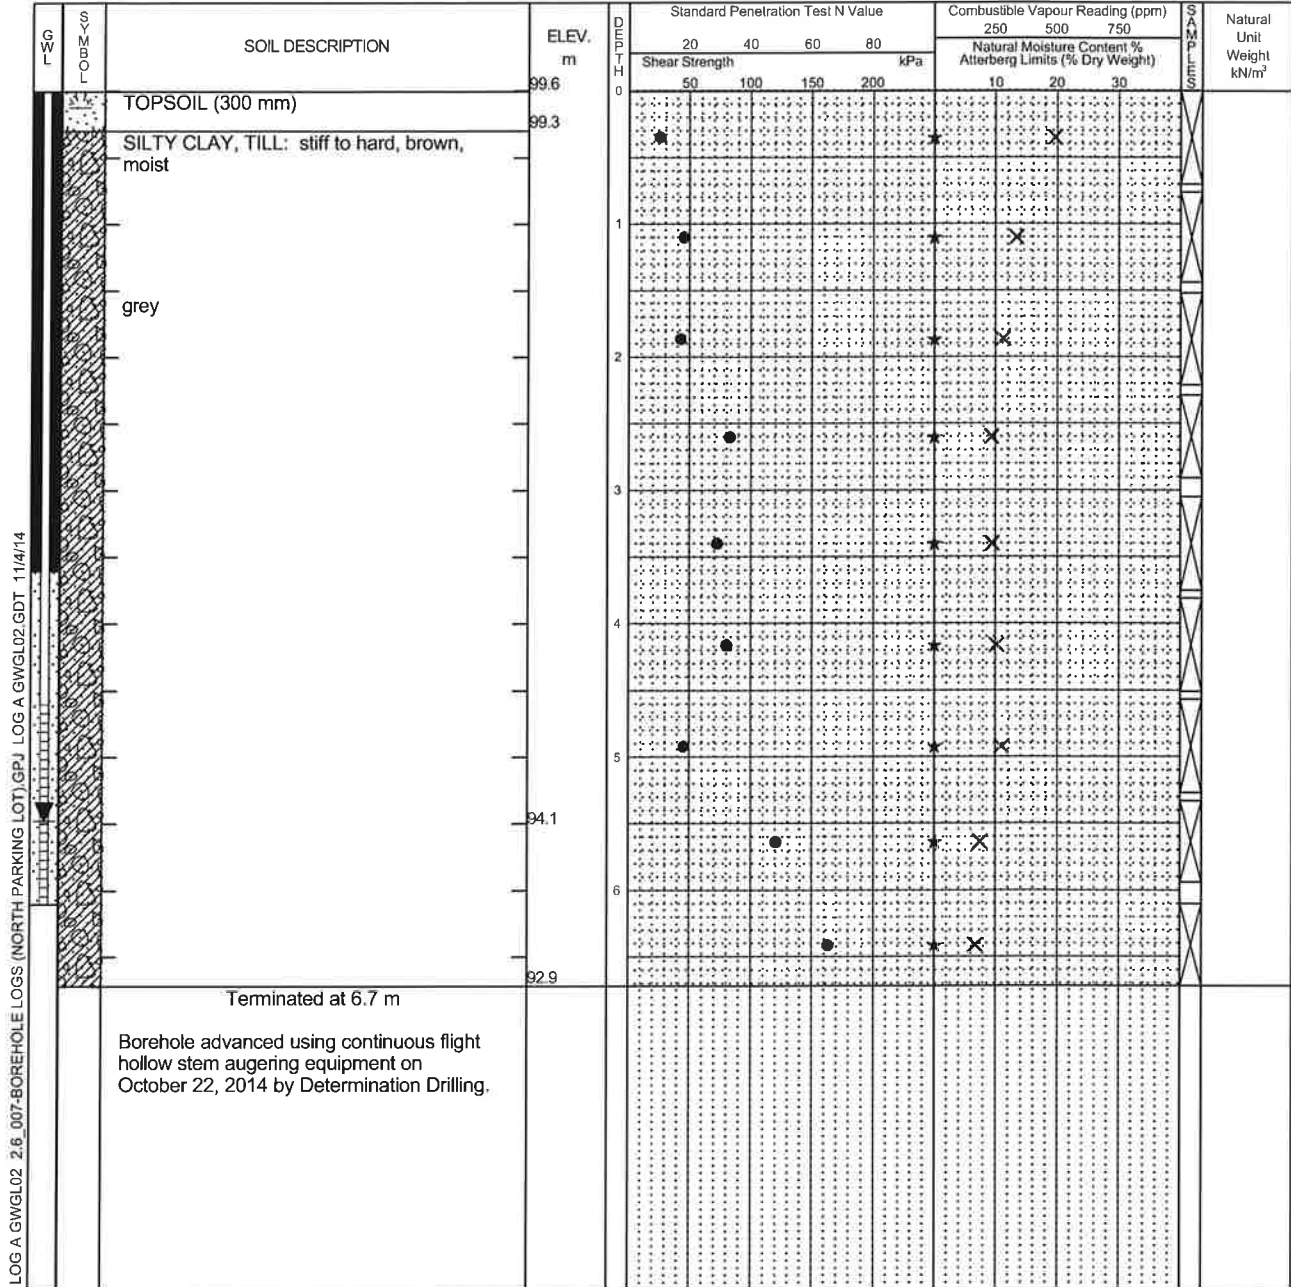 GWL
SYMBOL
SOIL DESCRIPTION
ELEV.
m
DEPTH
Standard Penetration Test N Value
20 40 60 80
Shear Strength kPa
50 100 150 200
Combustible Vapour Reading (ppm)
250 500 750
Natural Moisture Content %
Atterberg Limits (% Dry Weight)
10 20 30
SAMPLES
Natural
Unit
Weight
kN/m³
99.6
0
TOPSOIL (300 mm)
99.3
SILTY CLAY, TILL: stiff to hard, brown,
moist
1
grey
2
3
4
5
94.1
6
92.9
Terminated at 6.7 m
Borehole advanced using continuous flight
hollow stem augering equipment on
October 22, 2014 by Determination Drilling.
LOG A GWGL02 2.6_007-BOREHOLE LOGS (NORTH PARKING LOT).GPJ LOG A GWGL02.GDT 11/4/14